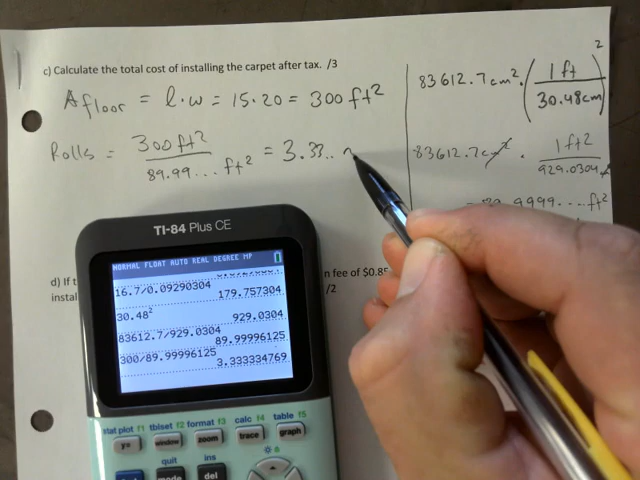 c) Calculate the total cost of installing the carpet after tax. /3
A floor = l·w = 15·20 = 300 ft²
Rolls = 300 ft² / 89.99... ft² = 3.33..
83612.7 cm² · (1 ft / 30.48 cm)²
83612.7 cm² · 1 ft² / 929.0304
9999.... ft²
TI-84 Plus CE
NORMAL FLOAT AUTO REAL DEGREE MP
16.7/0.09290304
179.757304
30.48²
929.0304
83612.7/929.0304
89.99996125
300/89.99996125
3.333334769
d) If t
n fee of $0.85
instal
/2
stat plot f1 tblset f2 format f3 calc f4 table f5
y= window zoom trace graph
quit ins
mode del